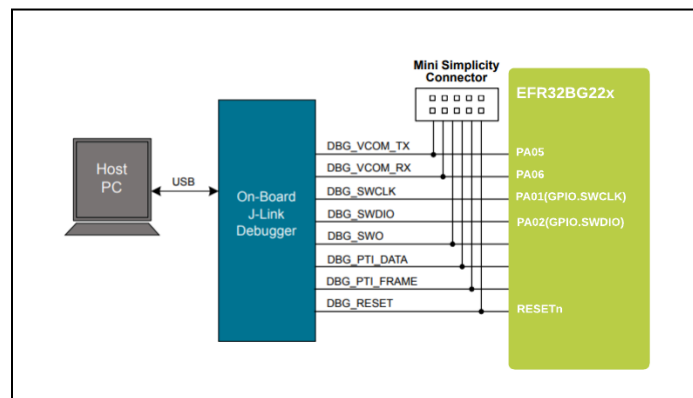 Mini Simplicity
Connector
EFR32BG22x
Host
PC
USB
On-Board
J-Link
Debugger
DBG_VCOM_TX
PA05
DBG_VCOM_RX
PA06
DBG_SWCLK
PA01(GPIO.SWCLK)
DBG_SWDIO
PA02(GPIO.SWDIO)
DBG_SWO
DBG_PTI_DATA
DBG_PTI_FRAME
DBG_RESET
RESETn